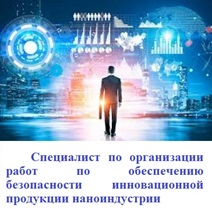 Специалист по организации
работ по обеспечению
безопасности инновационной
продукции наноиндустрии